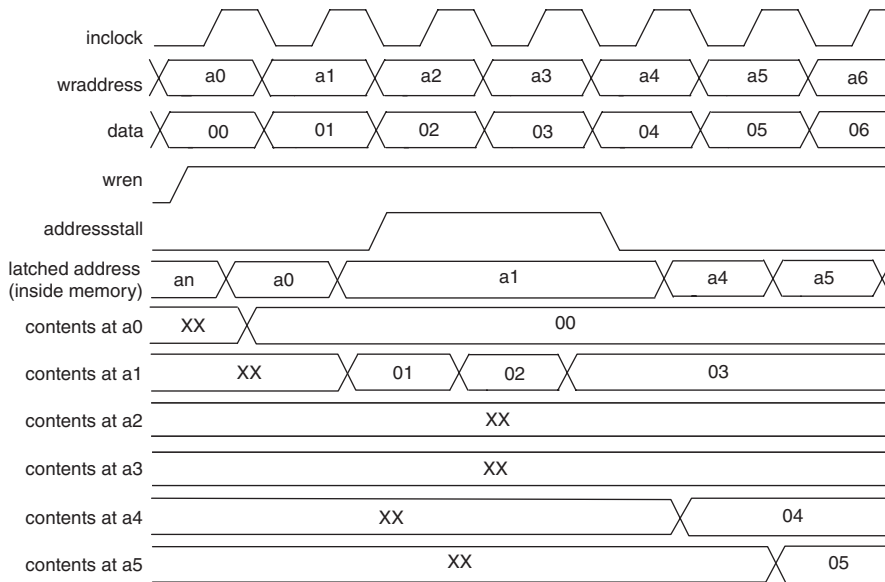 inclock
wraddress a0 a1 a2 a3 a4 a5 a6
data 00 01 02 03 04 05 06
wren
addressstall
latched address
(inside memory) an a0 a1 a4 a5
contents at a0 XX 00
contents at a1 XX 01 02 03
contents at a2 XX
contents at a3 XX
contents at a4 XX 04
contents at a5 XX 05